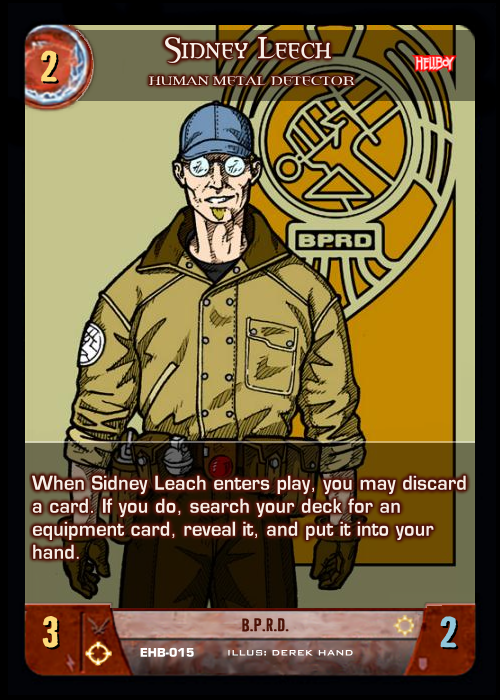 2
SIDNEY LEECH
HELLBOY
HUMAN METAL DETECTOR
BPRD
When Sidney Leach enters play, you may discard
a card. If you do, search your deck for an
equipment card, reveal it, and put it into your
hand.
3
B.P.R.D.
2
EHB-015 ILLUS: DEREK HAND